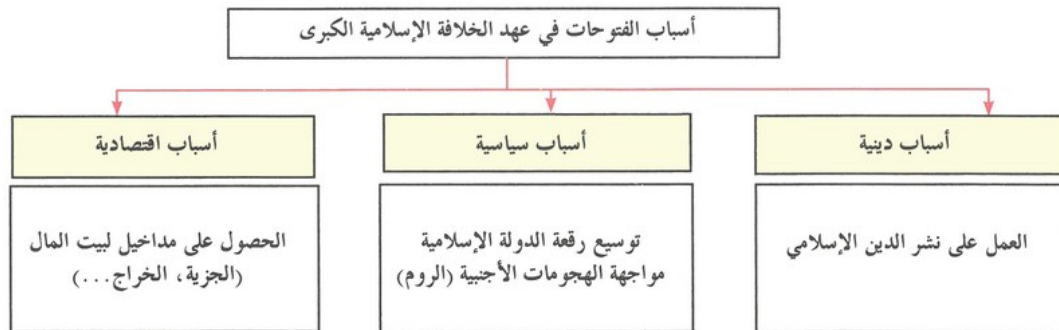 أسباب الفتوحات في عهد الخلافة الإسلامية الكبرى
أسباب دينية
العمل على نشر الدين الإسلامي
أسباب سياسية
توسيع رقعة الدولة الإسلامية
مواجهة الهجومات الأجنبية (الروم)
أسباب اقتصادية
الحصول على مداخيل لبيت المال
(الجزية، الخراج...)